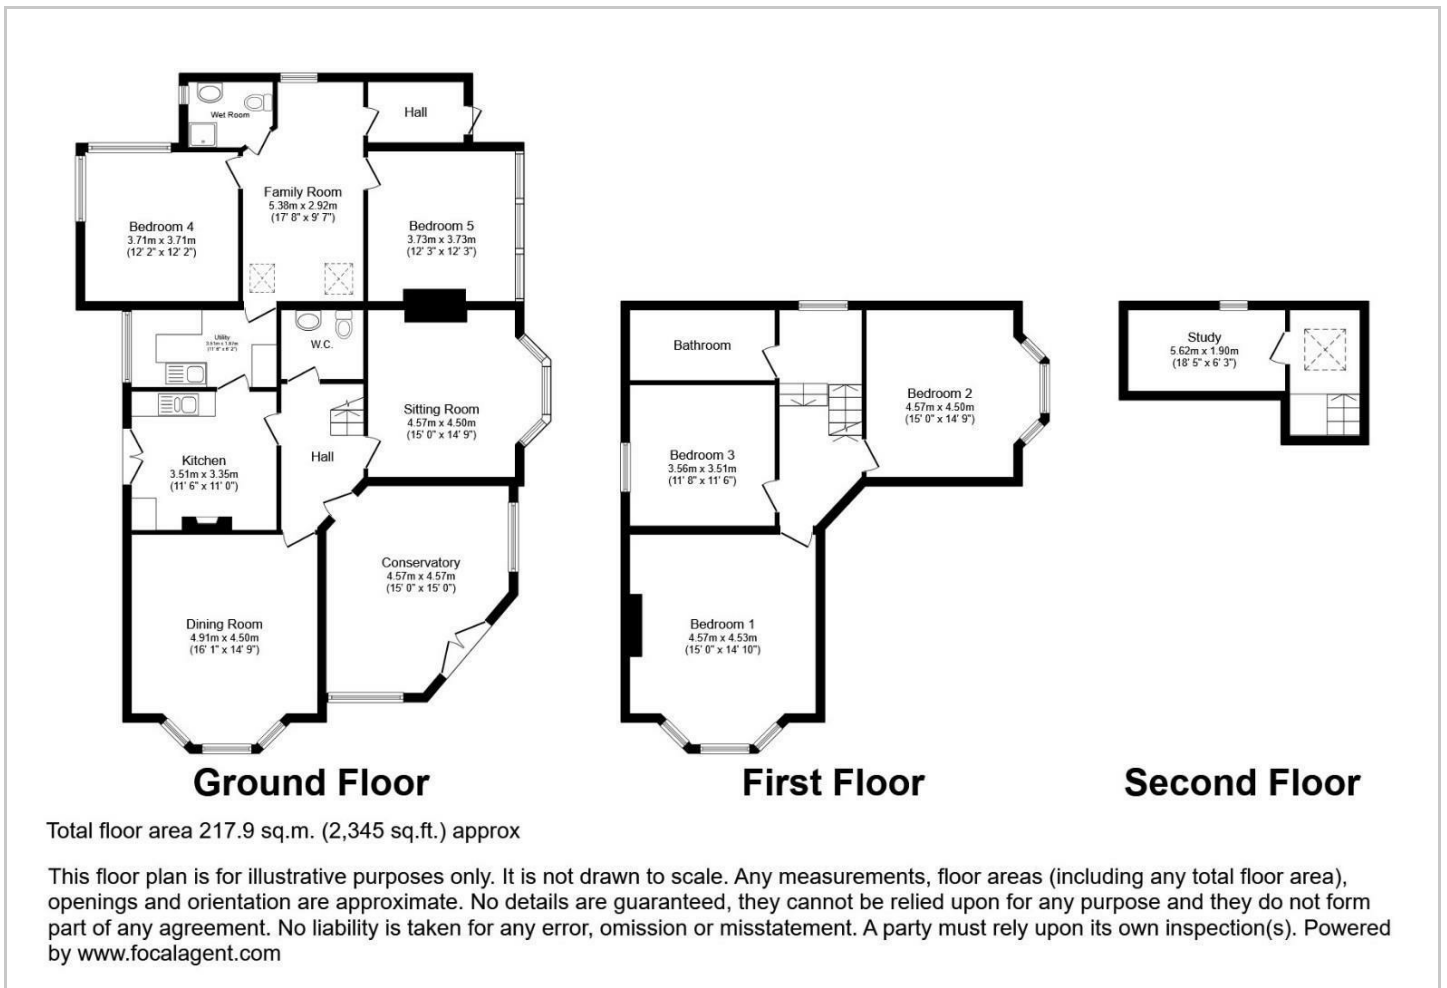 Wet Room
Hall
Family Room
5.38m x 2.92m
(17' 8" x 9' 7")
Bedroom 4
3.71m x 3.71m
(12' 2" x 12' 2")
Bedroom 5
3.73m x 3.73m
(12' 3" x 12' 3")
Utility
W.C.
Sitting Room
4.57m x 4.50m
(15' 0" x 14' 9")
Hall
Kitchen
3.51m x 3.35m
(11' 6" x 11' 0")
Conservatory
4.57m x 4.57m
(15' 0" x 15' 0")
Dining Room
4.91m x 4.50m
(16' 1" x 14' 9")
Ground Floor
Bathroom
Bedroom 2
4.57m x 4.50m
(15' 0" x 14' 9")
Bedroom 3
3.56m x 3.51m
(11' 8" x 11' 6")
Bedroom 1
4.57m x 4.53m
(15' 0" x 14' 10")
First Floor
Study
5.62m x 1.90m
(18' 5" x 6' 3")
Second Floor
Total floor area 217.9 sq.m. (2,345 sq.ft.) approx
This floor plan is for illustrative purposes only. It is not drawn to scale. Any measurements, floor areas (including any total floor area),
openings and orientation are approximate. No details are guaranteed, they cannot be relied upon for any purpose and they do not form
part of any agreement. No liability is taken for any error, omission or misstatement. A party must rely upon its own inspection(s). Powered
by www.focalagent.com